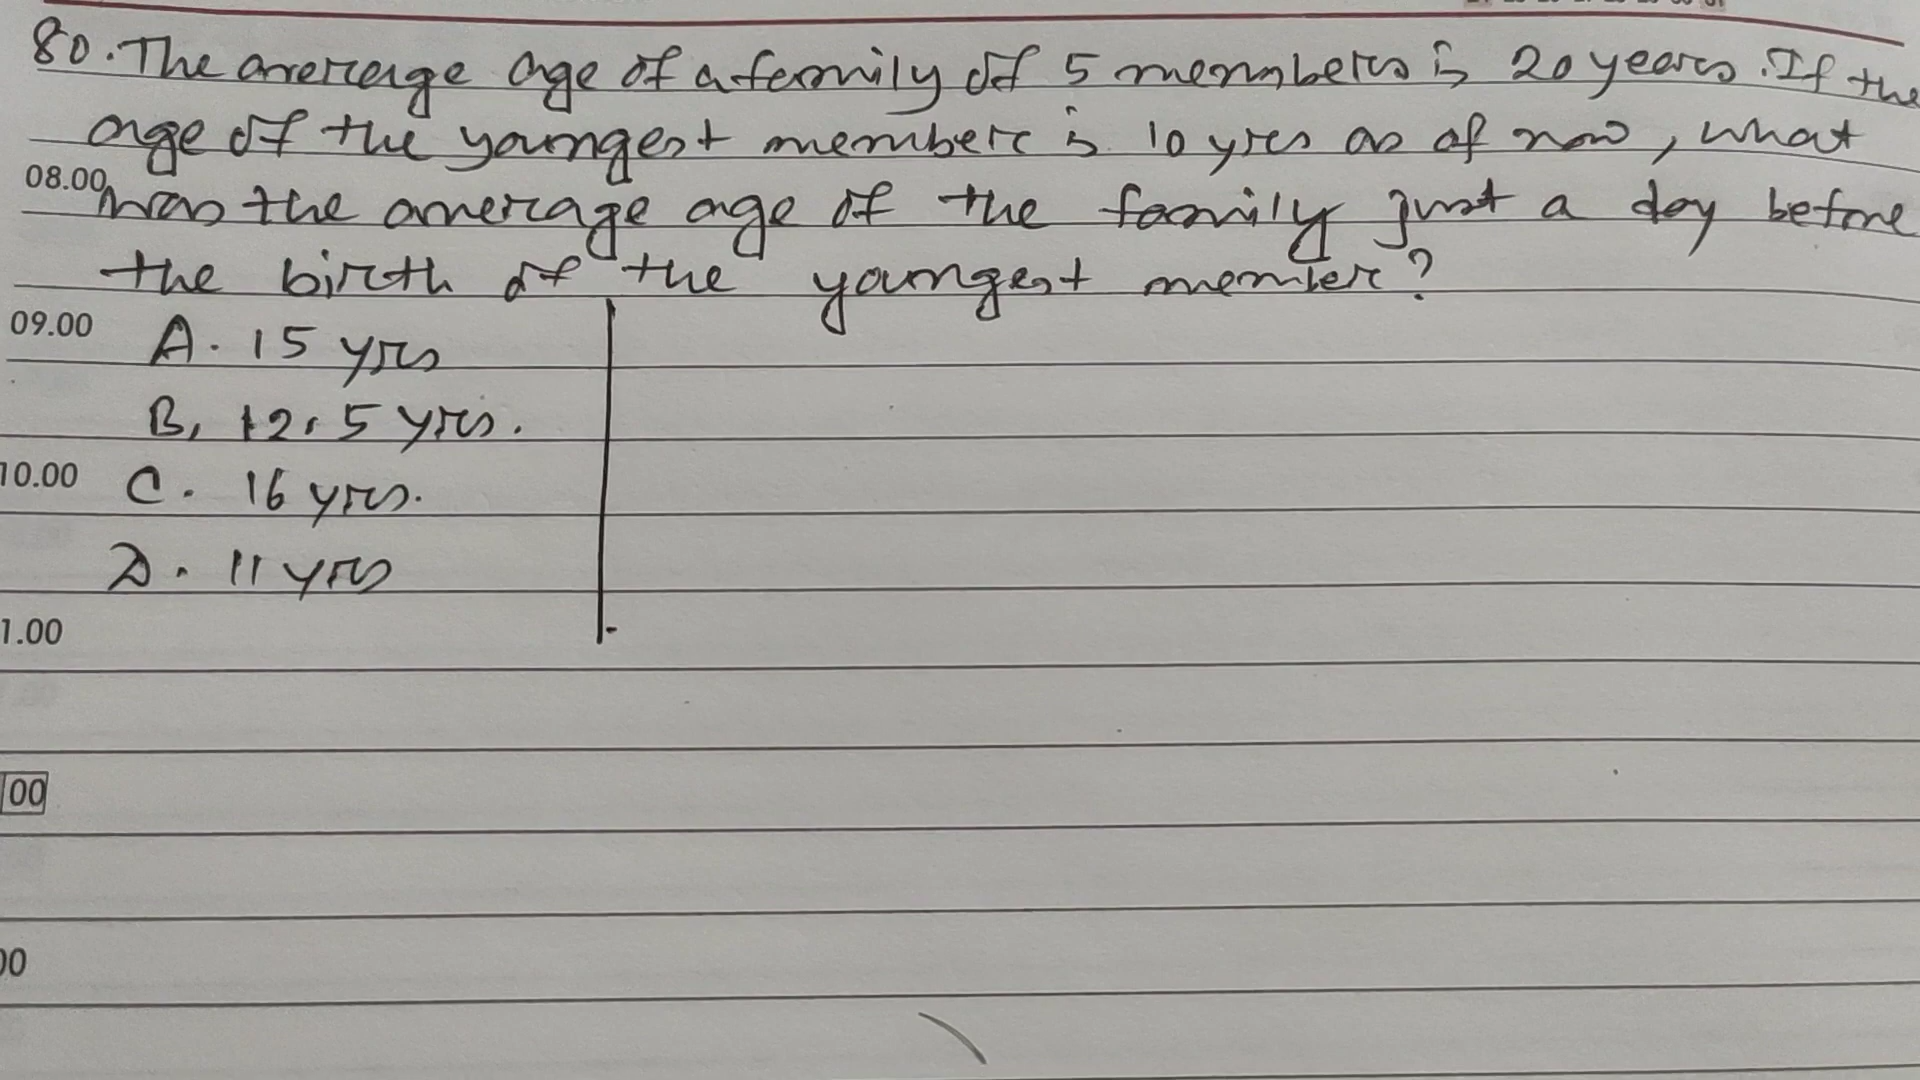 80. The average age of a family of 5 members is 20 years. If the
age of the youngest member is 10 yrs as of now, what
08.00 was the average age of the family just a day before
the birth of the youngest member?
09.00 A. 15 yrs
B. 12.5 yrs.
10.00 C. 16 yrs.
D. 11 yrs
1.00
00
00